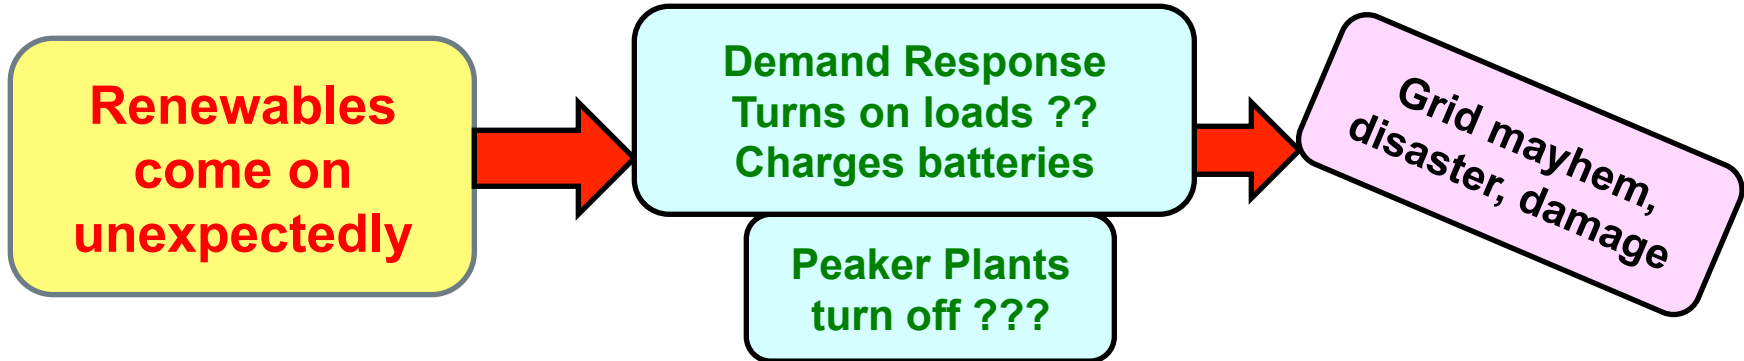 Renewables
come on
unexpectedly
Demand Response
Turns on loads ??
Charges batteries
Peaker Plants
turn off ???
Grid mayhem,
disaster, damage